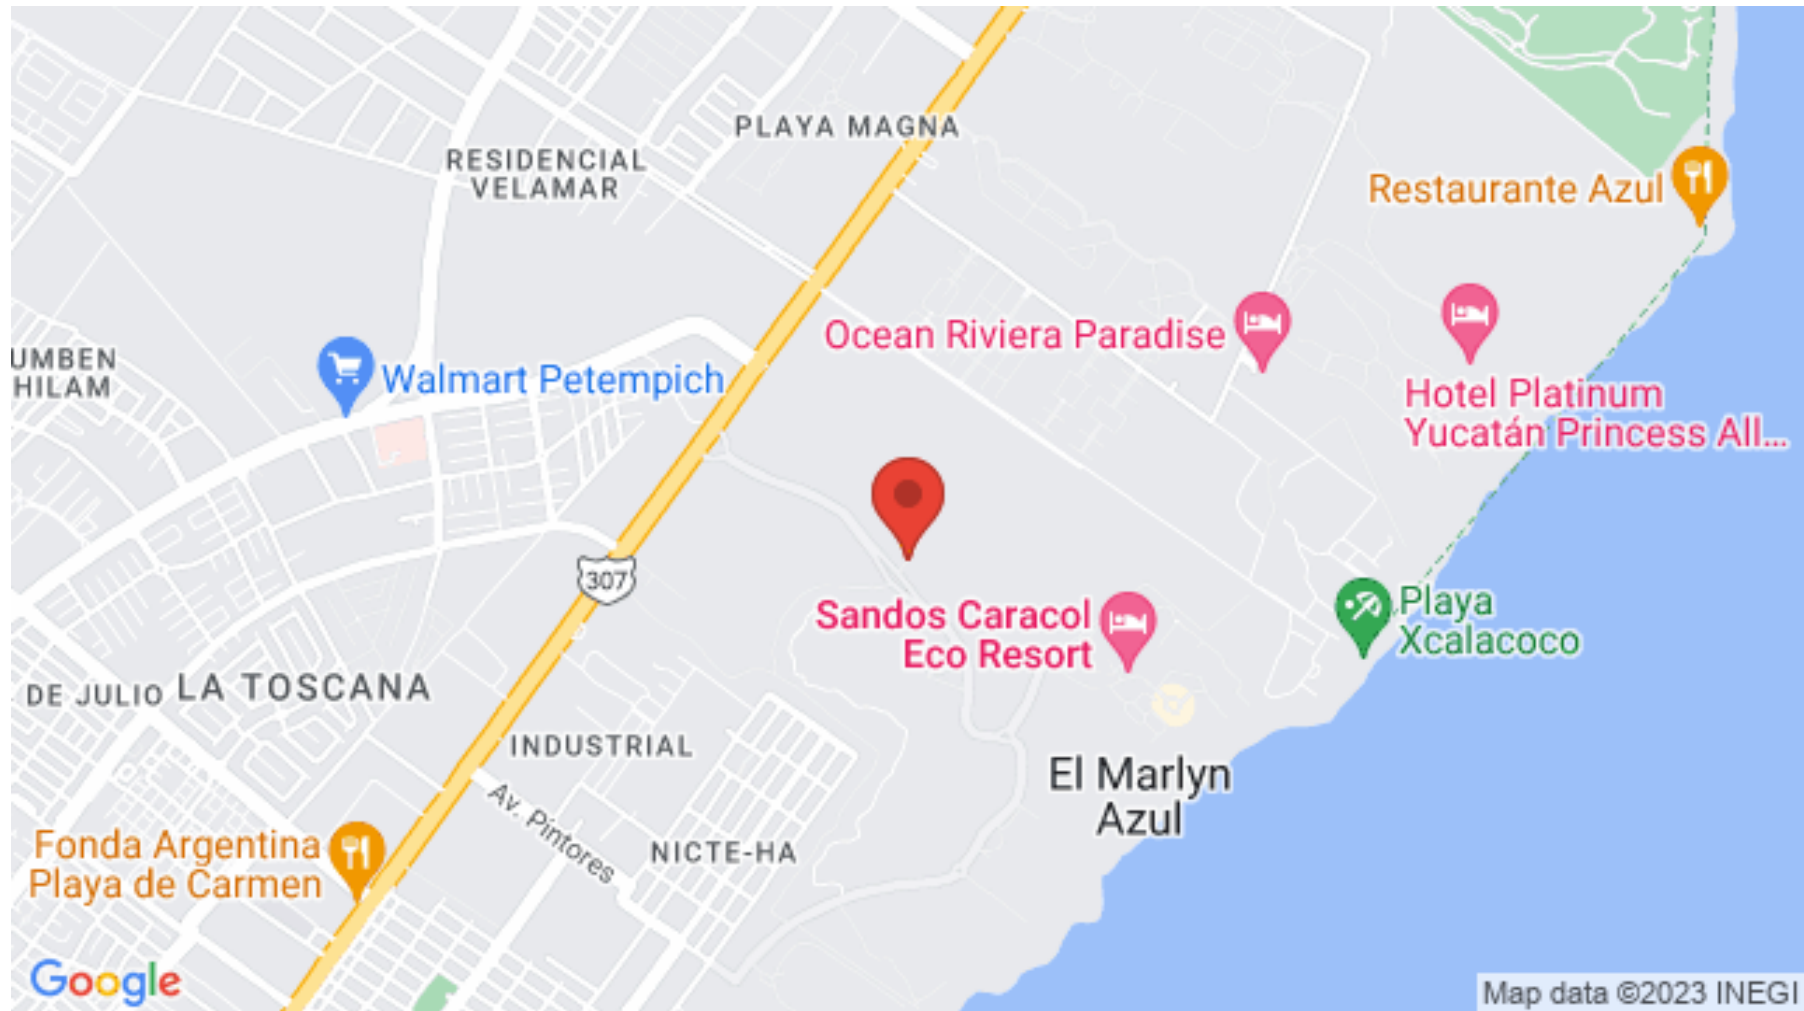 PLAYA MAGNA
RESIDENCIAL
VELAMAR
Restaurante Azul
Ocean Riviera Paradise
UMBEN
HILAM
Walmart Petempich
Hotel Platinum
Yucatán Princess All...
307
Sandos Caracol
Eco Resort
Playa
Xcalacoco
DE JULIO
LA TOSCANA
INDUSTRIAL
El Marlyn
Azul
Av. Pintores
NICTE-HA
Fonda Argentina
Playa de Carmen
Google
Map data ©2023 INEGI